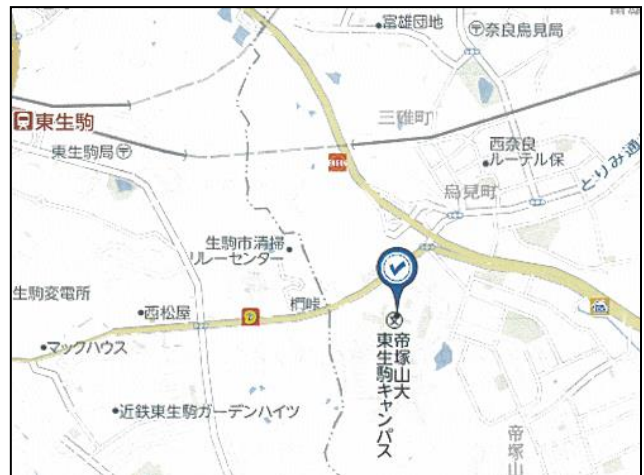 富雄団地
〒奈良鳥見局
三碓町
東生駒
東生駒局〒
西奈良
ルーテル保
とりみ通
鳥見町
生駒市清掃
リレーセンター
生駒変電所
西松屋
椚峠
マックハウス
帝塚山大
東生駒キャンパス
近鉄東生駒ガーデンハイツ
帝塚山